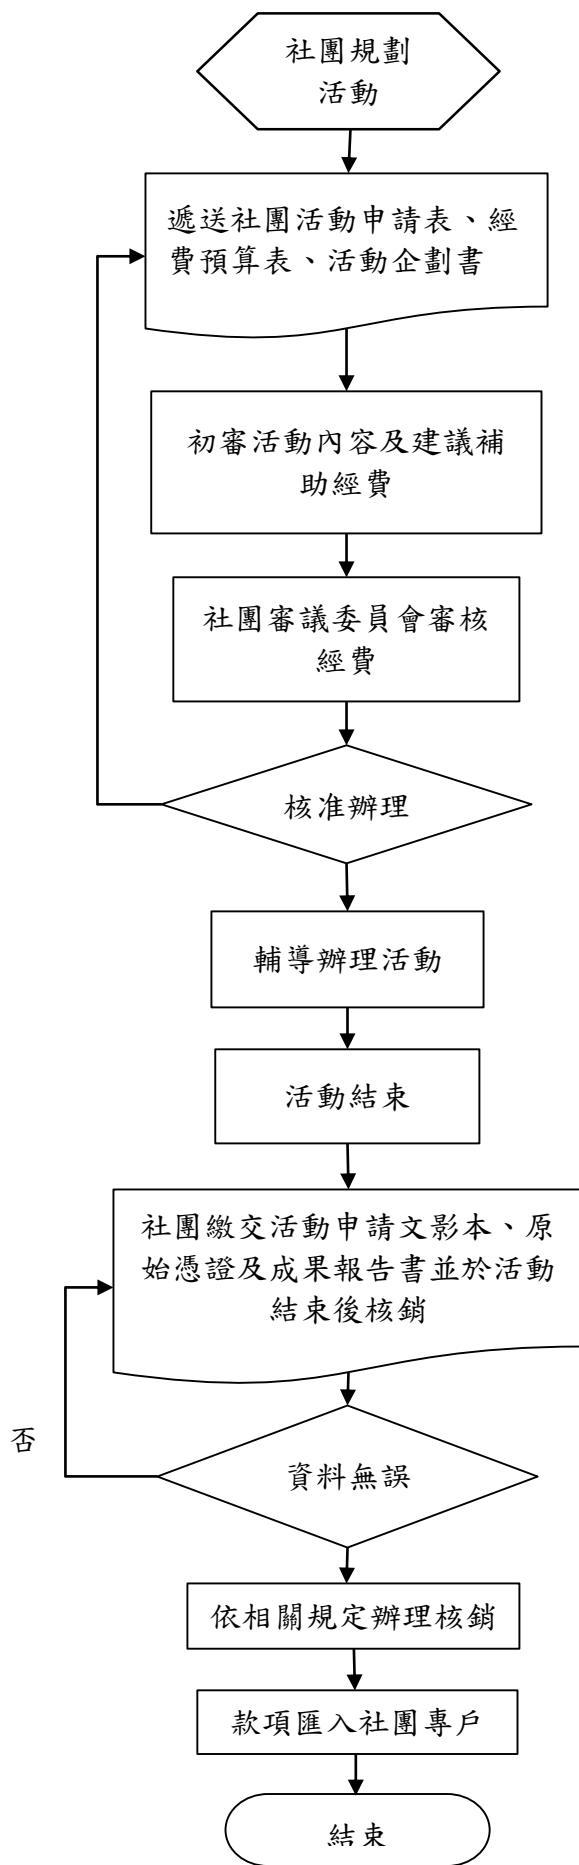 社團規劃
活動
遞送社團活動申請表、經
費預算表、活動企劃書
初審活動內容及建議補
助經費
社團審議委員會審核
經費
核准辦理
輔導辦理活動
活動結束
社團繳交活動申請文影本、原
始憑證及成果報告書並於活動
結束後核銷
否
資料無誤
依相關規定辦理核銷
款項匯入社團專戶
結束